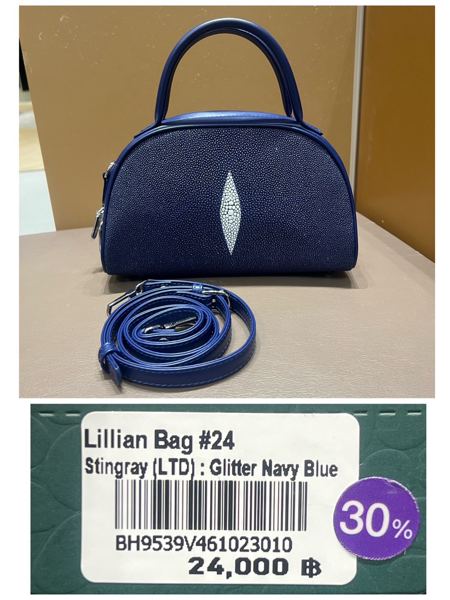 Lillian Bag #24
Stingray (LTD) : Glitter Navy Blue
BH9539V461023010
24,000 ฿
30%